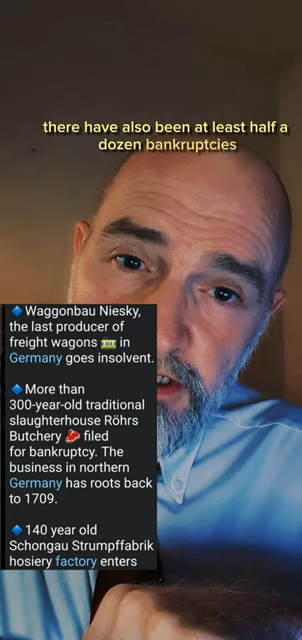 there have also been at least half a
dozen bankruptcies
🔷Waggonbau Niesky,
the last producer of
freight wagons 🚃 in
Germany goes insolvent.
🔷More than
300-year-old traditional
slaughterhouse Röhrs
Butchery 🥩 filed
for bankruptcy. The
business in northern
Germany has roots back
to 1709.
🔷140 year old
Schongau Strumpffabrik
hosiery factory enters